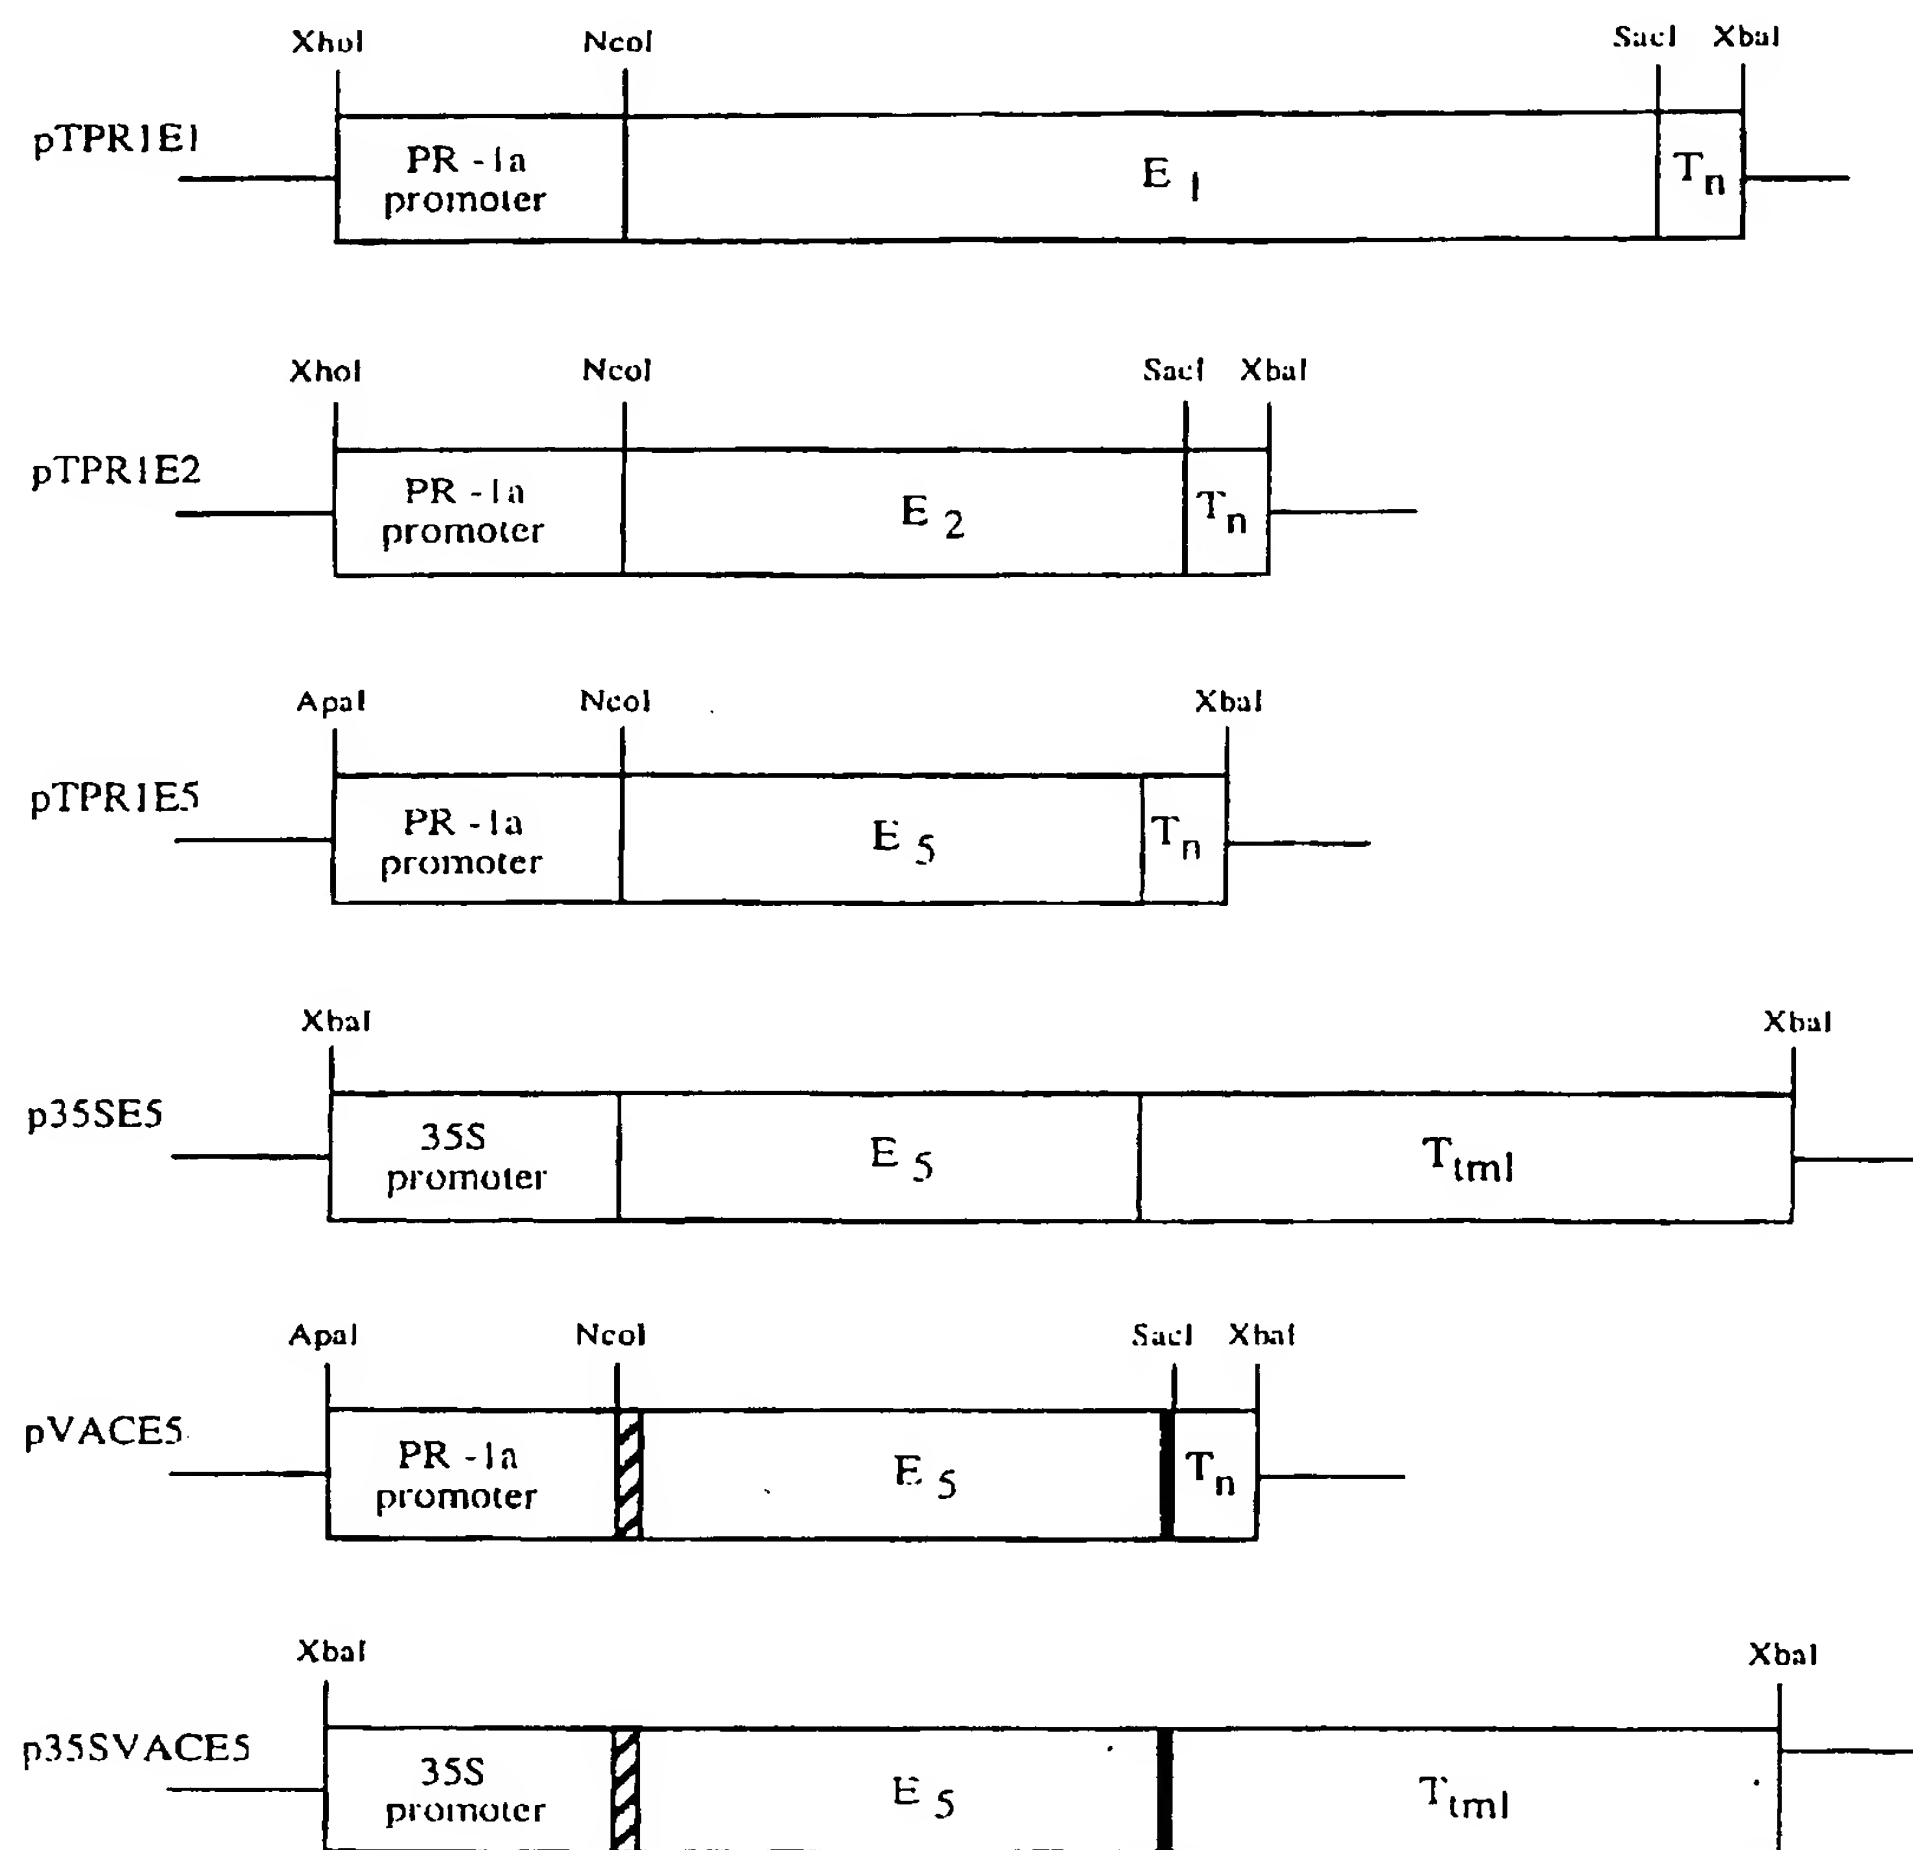 XhoI NcoI SacI XbaI
pTPR1E1
PR-1a
promoter
E1
Tn
XhoI NcoI SacI XbaI
pTPR1E2
PR-1a
promoter
E2
Tn
ApaI NcoI XbaI
pTPR1E5
PR-1a
promoter
E5
Tn
XbaI XbaI
p35SE5
35S
promoter
E5
Ttml
ApaI NcoI SacI XbaI
pVACE5
PR-1a
promoter
E5
Tn
XbaI XbaI
p35SVACE5
35S
promoter
E5
Ttml